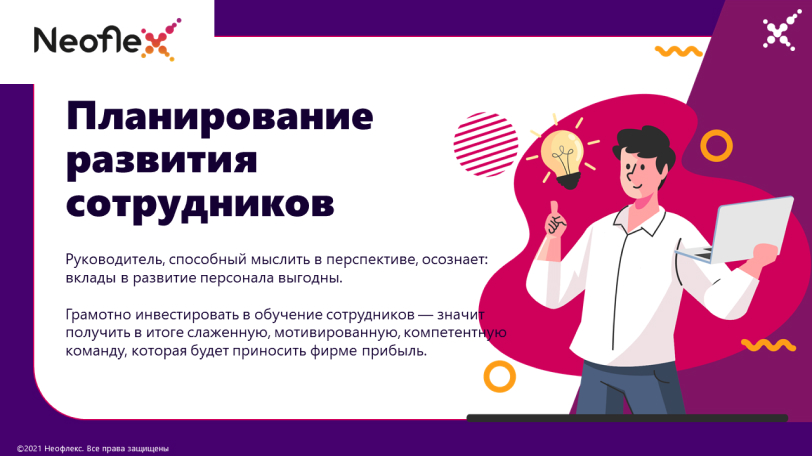 Neoflex
Планирование
развития
сотрудников
Руководитель, способный мыслить в перспективе, осознает:
вклады в развитие персонала выгодны.
Грамотно инвестировать в обучение сотрудников — значит
получить в итоге слаженную, мотивированную, компетентную
команду, которая будет приносить фирме прибыль.
©2021 Неофлекс. Все права защищены